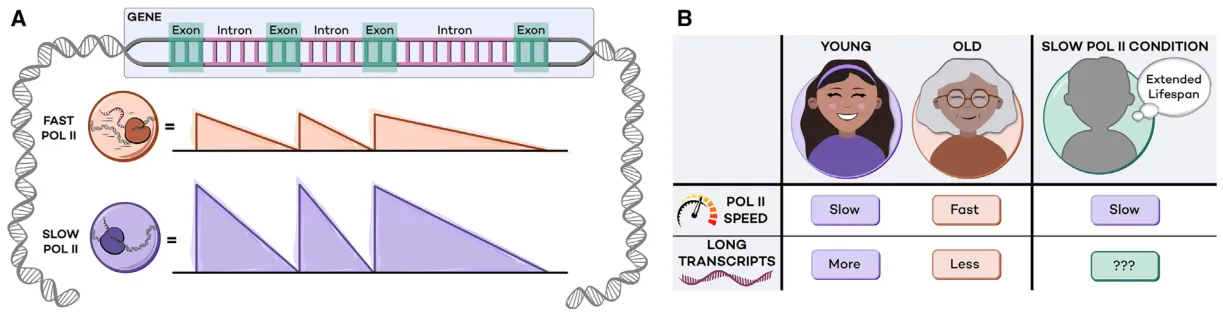 A
GENE
Exon Intron Exon Intron Exon Intron Exon
FAST
POL II
=
SLOW
POL II
=
B
YOUNG OLD SLOW POL II CONDITION
Extended
Lifespan
POL II
SPEED
Slow Fast Slow
LONG
TRANSCRIPTS
More Less ???